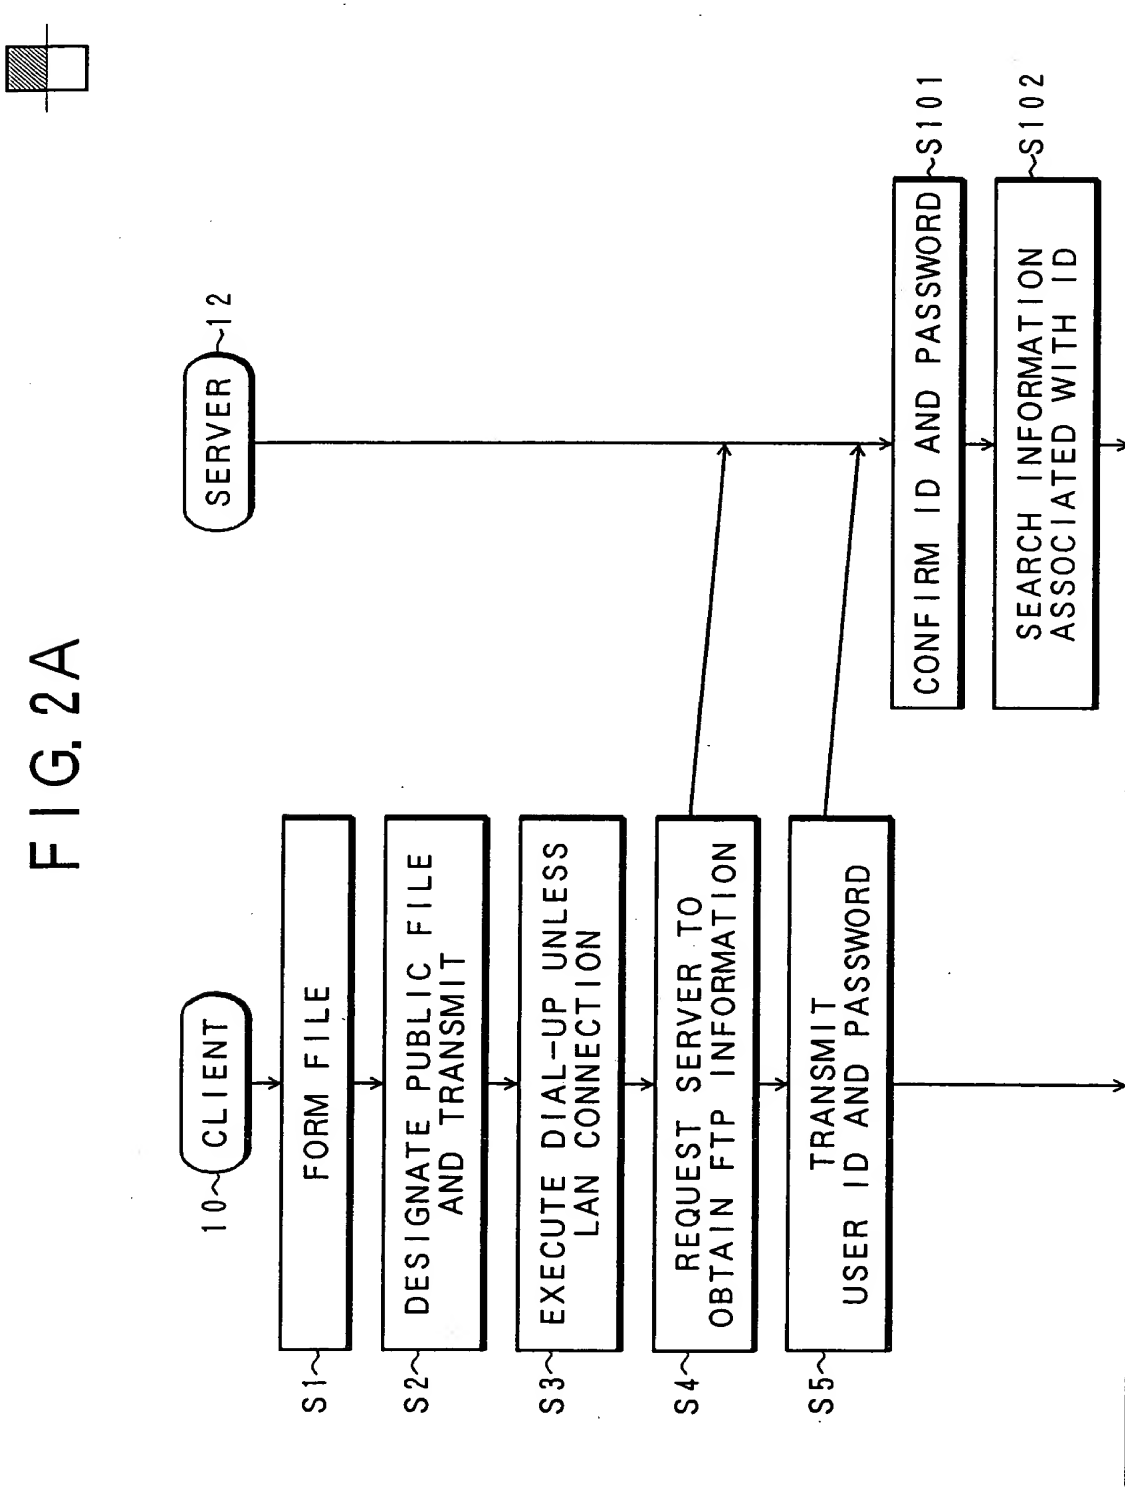 FIG. 2A
10 CLIENT
SERVER 12
S1 FORM FILE
S2 DESIGNATE PUBLIC FILE
AND TRANSMIT
S3 EXECUTE DIAL-UP UNLESS
LAN CONNECTION
S4 REQUEST SERVER TO
OBTAIN FTP INFORMATION
S5 TRANSMIT
USER ID AND PASSWORD
CONFIRM ID AND PASSWORD S101
SEARCH INFORMATION
ASSOCIATED WITH ID S102